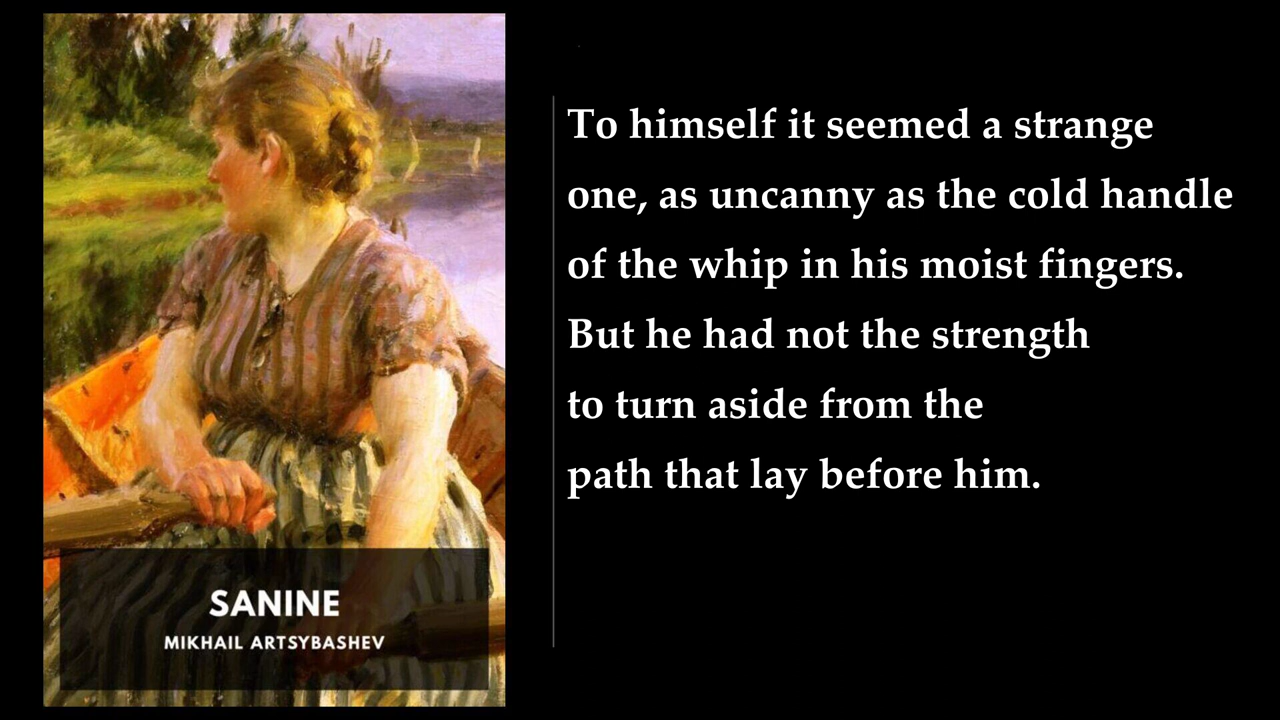 SANINE
MIKHAIL ARTSYBASHEV
To himself it seemed a strange
one, as uncanny as the cold handle
of the whip in his moist fingers.
But he had not the strength
to turn aside from the
path that lay before him.